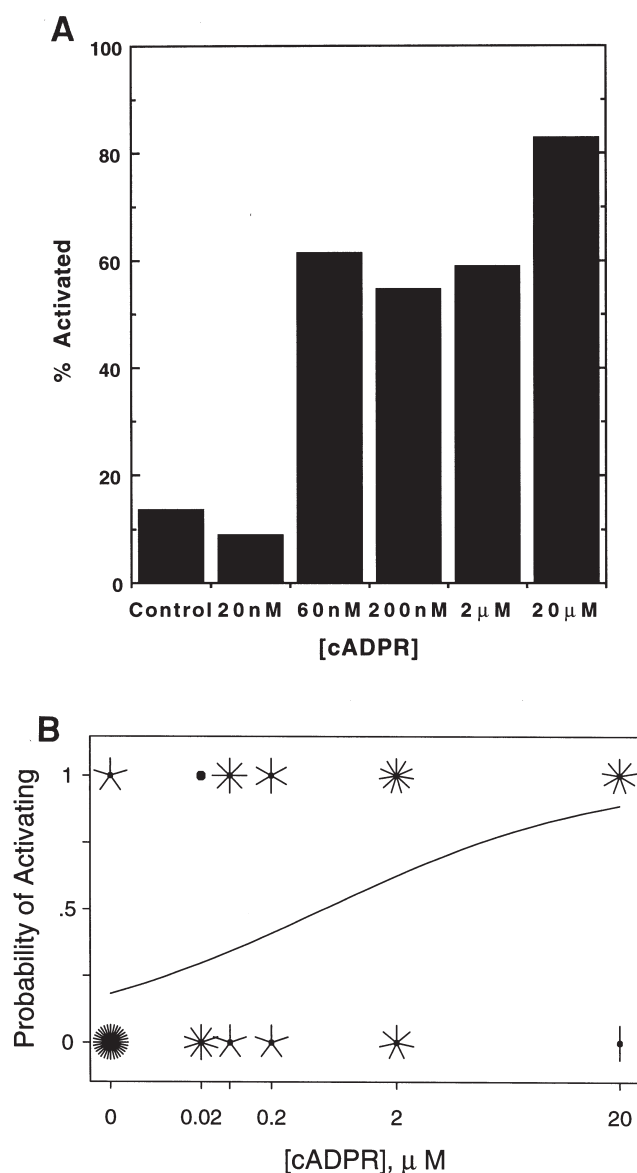 A
100
80
60
40
20
0
% Activated
Control 20nM 60nM 200nM 2μM 20μM
[cADPR]
B
1
.5
0
Probability of Activating
0 0.02 0.2 2 20
[cADPR], μ M